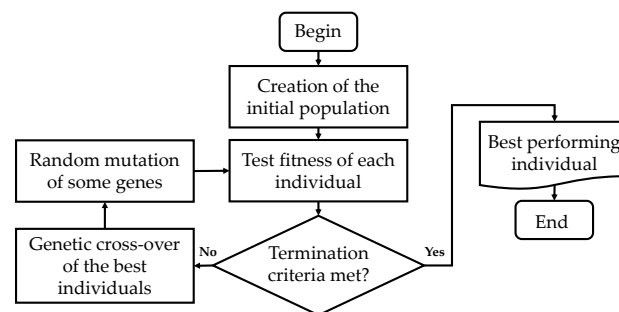 Begin
Creation of the
initial population
Test fitness of each
individual
Termination
criteria met?
No
Genetic cross-over
of the best
individuals
Random mutation
of some genes
Yes
Best performing
individual
End